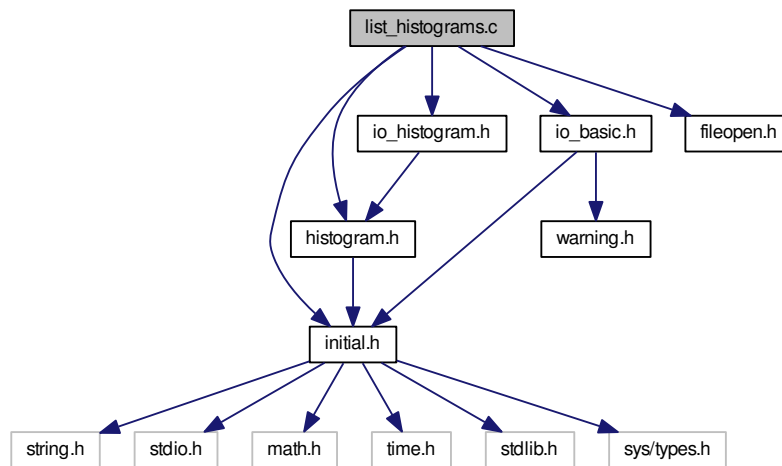 list_histograms.c
io_histogram.h
io_basic.h
fileopen.h
histogram.h
warning.h
initial.h
string.h
stdio.h
math.h
time.h
stdlib.h
sys/types.h